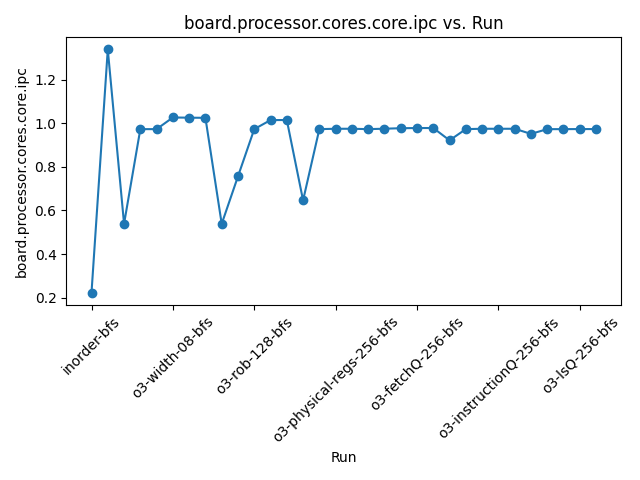 board.processor.cores.core.ipc vs. Run
board.processor.cores.core.ipc
1.2
1.0
0.8
0.6
0.4
0.2
inorder-bfs
o3-width-08-bfs
o3-rob-128-bfs
o3-physical-regs-256-bfs
o3-fetchQ-256-bfs
o3-instructionQ-256-bfs
o3-lsQ-256-bfs
Run